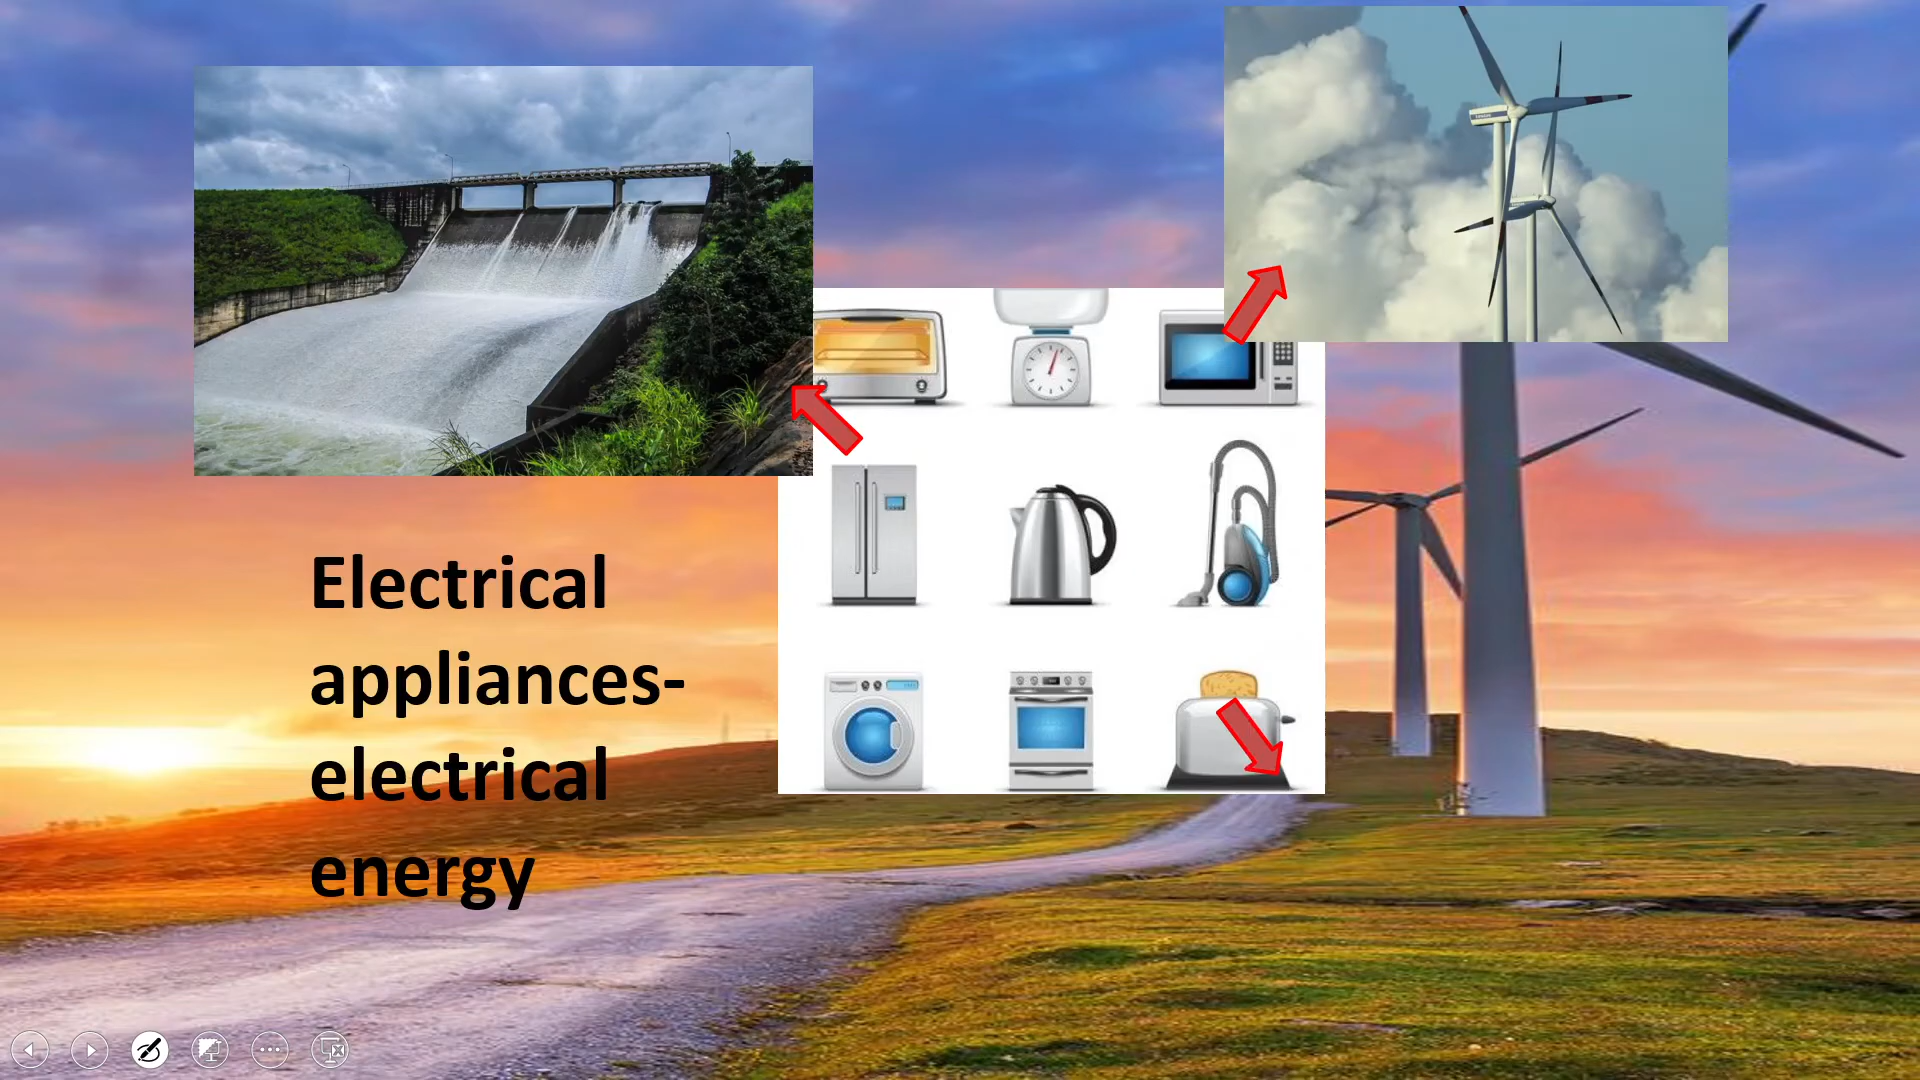 Electrical
appliances-
electrical
energy